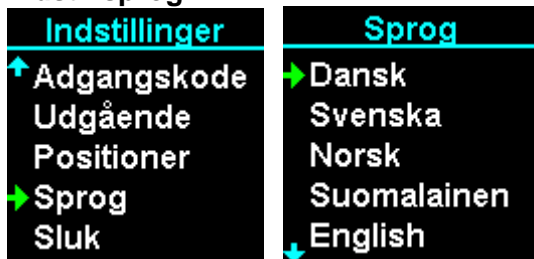 Indstillinger
Adgangskode
Udgående
Positioner
Sprog
Sluk
Sprog
Dansk
Svenska
Norsk
Suomalainen
English